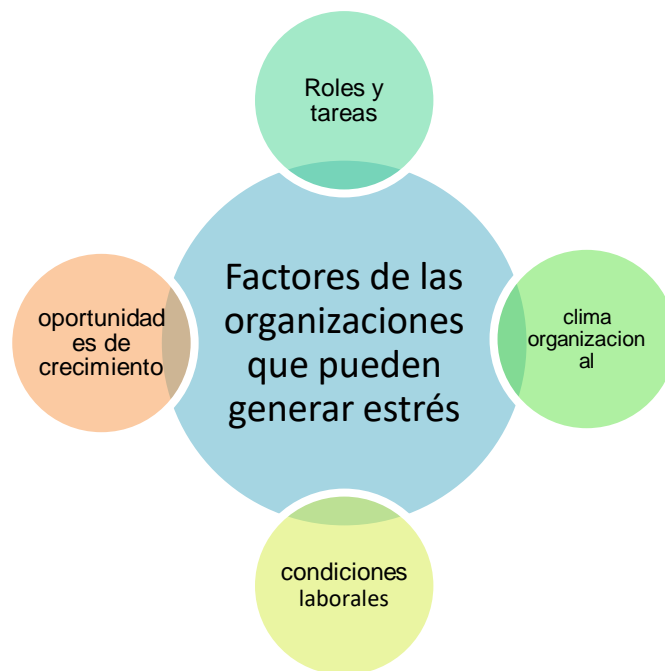 Roles y
tareas
Factores de las
organizaciones
que pueden
generar estrés
oportunidad
es de
crecimiento
clima
organizacion
al
condiciones
laborales